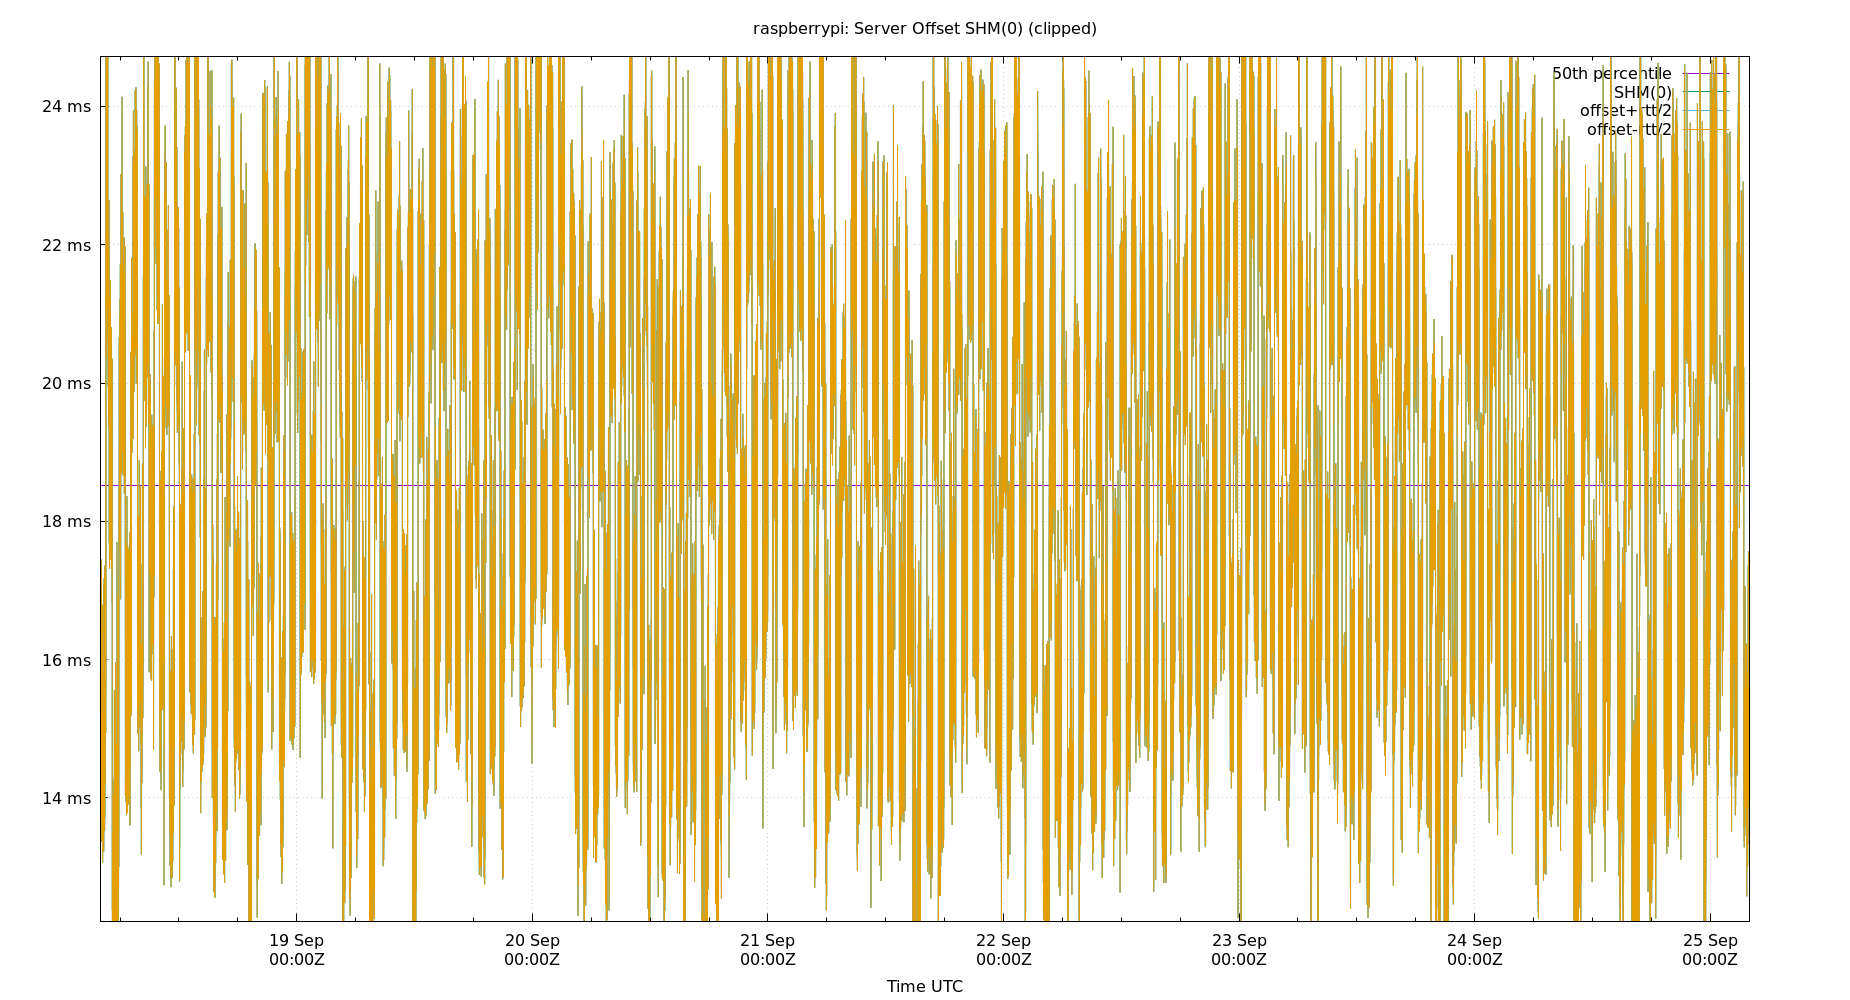 raspberrypi: Server Offset SHM(0) (clipped)
50th percentile
SHM(0)
offset+rtt/2
offset-rtt/2
24 ms
22 ms
20 ms
18 ms
16 ms
14 ms
19 Sep 20 Sep 21 Sep 22 Sep 23 Sep 24 Sep 25 Sep
00:00Z 00:00Z 00:00Z 00:00Z 00:00Z 00:00Z 00:00Z
Time UTC